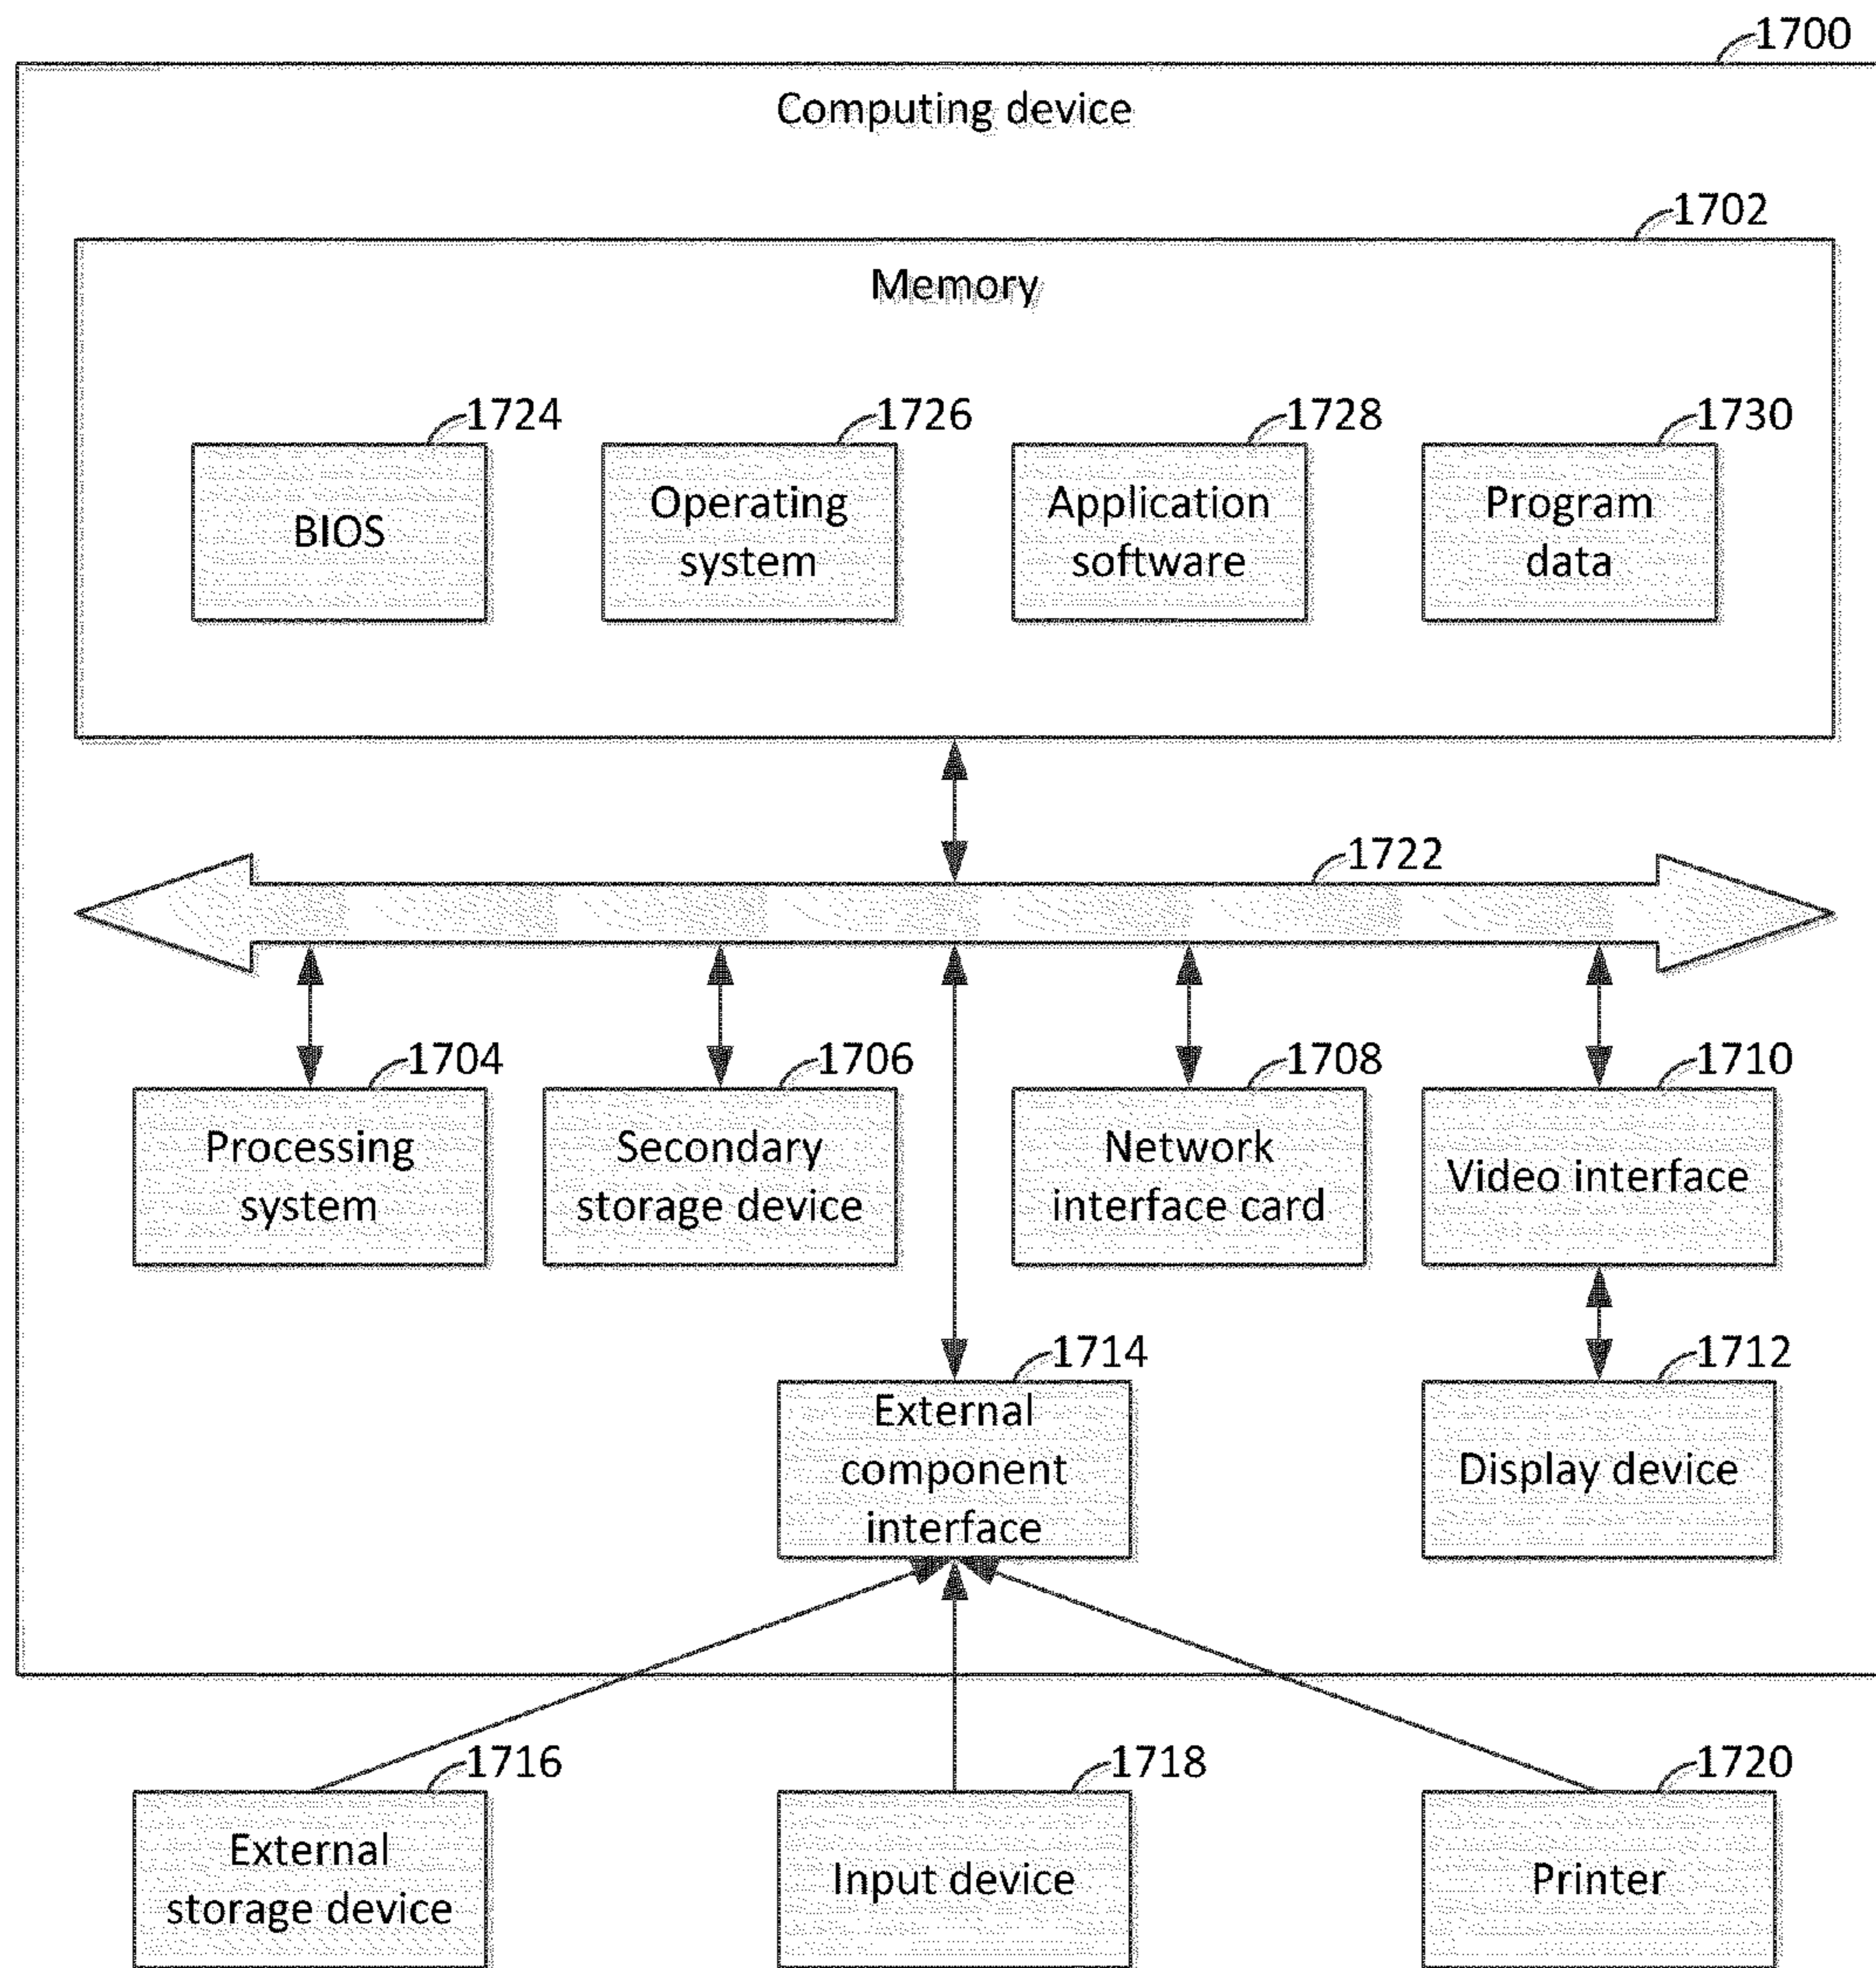 1700
Computing device
1702
Memory
1724
1726
1728
1730
BIOS
Operating
system
Application
software
Program
data
1722
1704
1706
1708
1710
Processing
system
Secondary
storage device
Network
interface card
Video interface
1714
1712
External
component
interface
Display device
1716
1718
1720
External
storage device
Input device
Printer